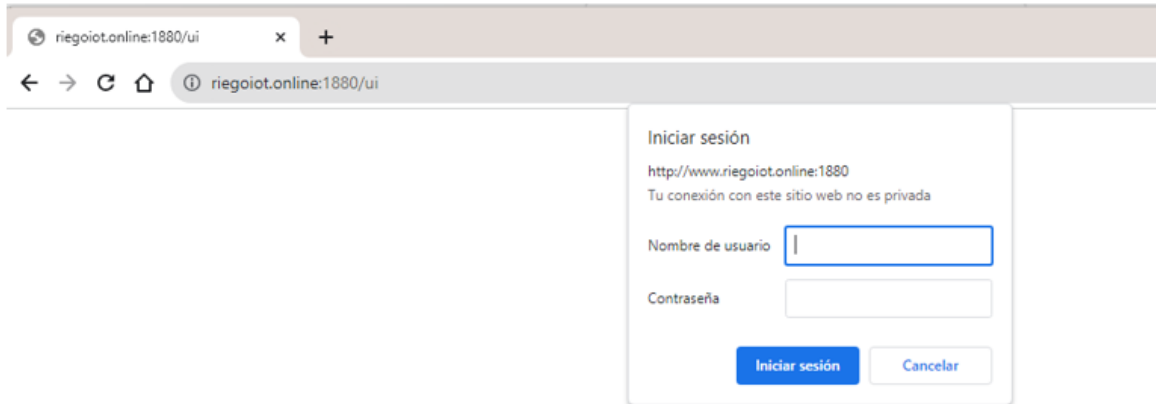 riegoiot.online:1880/ui
riegoiot.online:1880/ui
Iniciar sesión
http://www.riegoiot.online:1880
Tu conexión con este sitio web no es privada
Nombre de usuario
Contraseña
Iniciar sesión Cancelar